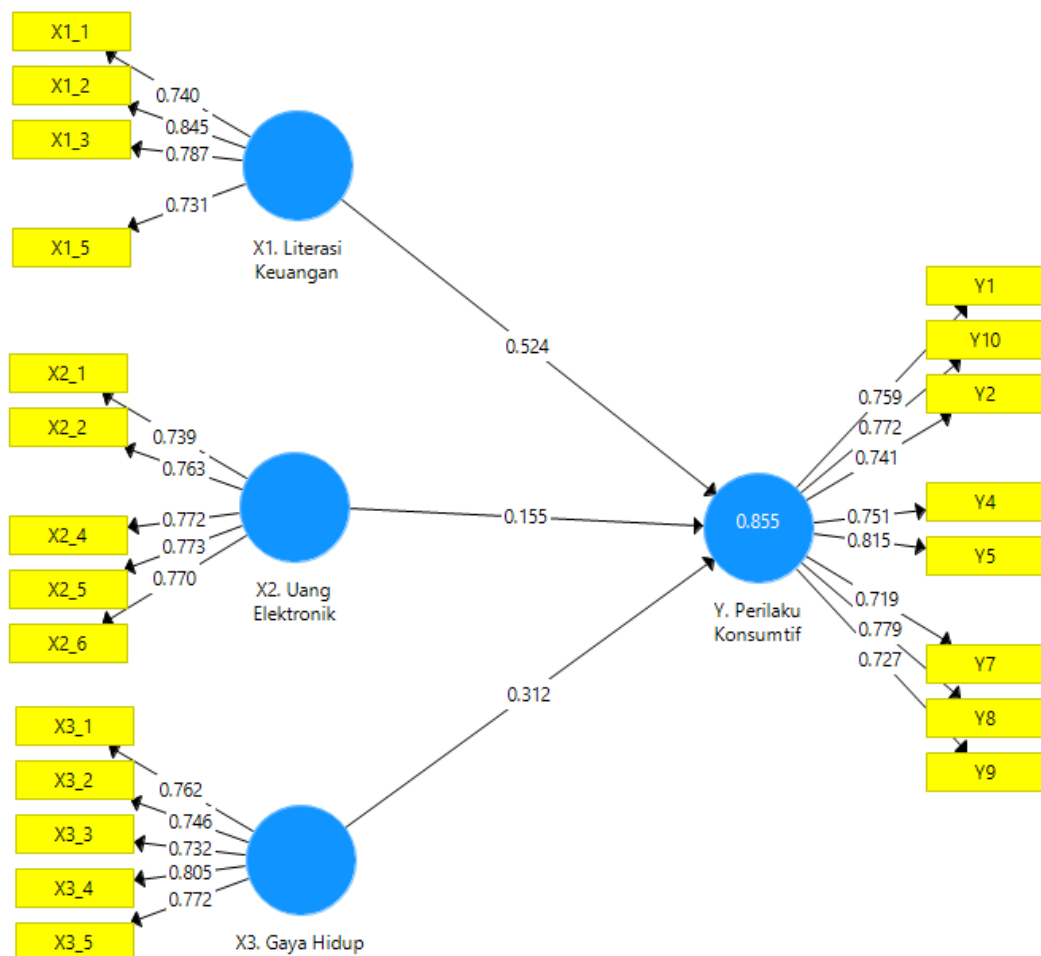 X1_1
X1_2
X1_3
X1_5
0.740
0.845
0.787
0.731
X1. Literasi
Keuangan
0.524
X2_1
X2_2
X2_4
X2_5
X2_6
0.739
0.763
0.772
0.773
0.770
X2. Uang
Elektronik
0.155
X3_1
X3_2
X3_3
X3_4
X3_5
0.762
0.746
0.732
0.805
0.772
X3. Gaya Hidup
0.312
0.855
Y. Perilaku
Konsumtif
0.759
0.772
0.741
0.751
0.815
0.719
0.779
0.727
Y1
Y10
Y2
Y4
Y5
Y7
Y8
Y9